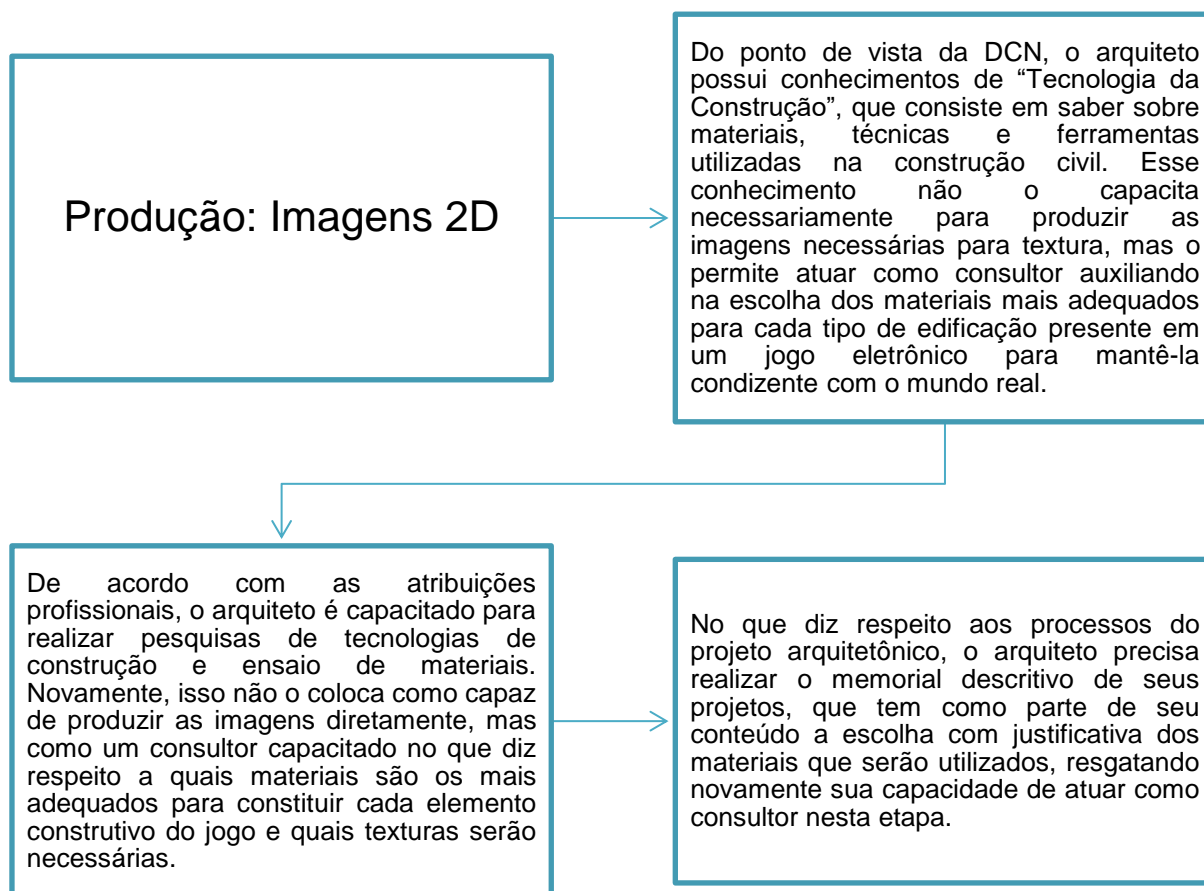 Produção: Imagens 2D
Do ponto de vista da DCN, o arquiteto
possui conhecimentos de “Tecnologia da
Construção”, que consiste em saber sobre
materiais, técnicas e ferramentas
utilizadas na construção civil. Esse
conhecimento não o capacita
necessariamente para produzir as
imagens necessárias para textura, mas o
permite atuar como consultor auxiliando
na escolha dos materiais mais adequados
para cada tipo de edificação presente em
um jogo eletrônico para mantê-la
condizente com o mundo real.
De acordo com as atribuições
profissionais, o arquiteto é capacitado para
realizar pesquisas de tecnologias de
construção e ensaio de materiais.
Novamente, isso não o coloca como capaz
de produzir as imagens diretamente, mas
como um consultor capacitado no que diz
respeito a quais materiais são os mais
adequados para constituir cada elemento
construtivo do jogo e quais texturas serão
necessárias.
No que diz respeito aos processos do
projeto arquitetônico, o arquiteto precisa
realizar o memorial descritivo de seus
projetos, que tem como parte de seu
conteúdo a escolha com justificativa dos
materiais que serão utilizados, resgatando
novamente sua capacidade de atuar como
consultor nesta etapa.